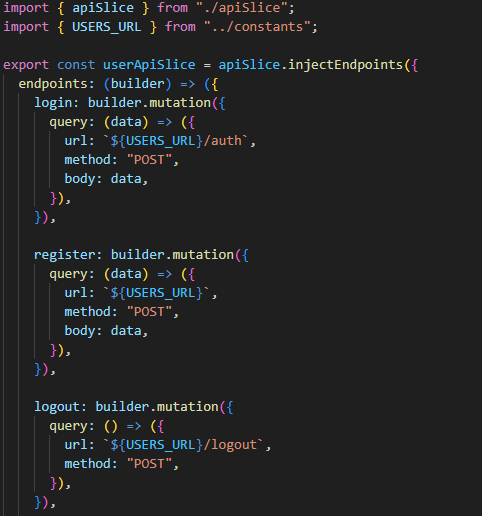 import { apiSlice } from "./apiSlice";
import { USERS_URL } from "../constants";

export const userApiSlice = apiSlice.injectEndpoints({
  endpoints: (builder) => ({
    login: builder.mutation({
      query: (data) => ({
        url: `${USERS_URL}/auth`,
        method: "POST",
        body: data,
      }),
    }),

    register: builder.mutation({
      query: (data) => ({
        url: `${USERS_URL}`,
        method: "POST",
        body: data,
      }),
    }),

    logout: builder.mutation({
      query: () => ({
        url: `${USERS_URL}/logout`,
        method: "POST",
      }),
    }),